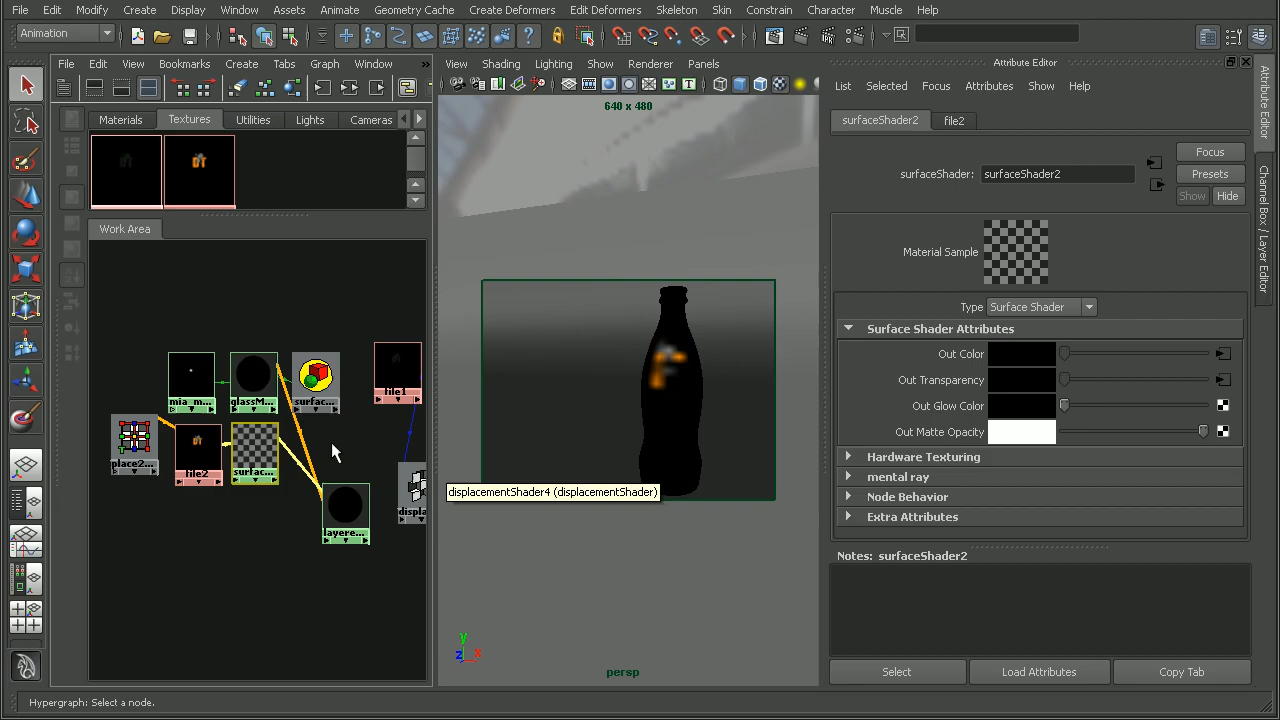 File Edit Modify Create Display Window Assets Animate Geometry Cache Create Deformers Edit Deformers Skeleton Skin Constrain Character Muscle Help
Animation
File Edit View Bookmarks Create Tabs Graph Window »
View Shading Lighting Show Renderer Panels
Attribute Editor
List Selected Focus Attributes Show Help
Materials Textures Utilities Lights Cameras
surfaceShader2 file2
640 x 480
DT
surfaceShader: surfaceShader2
Focus
Presets
Show Hide
Work Area
Material Sample
Type Surface Shader
Surface Shader Attributes
Out Color
Out Transparency
Out Glow Color
Out Matte Opacity
Hardware Texturing
mental ray
Node Behavior
Extra Attributes
mia_m... glassM... surfac... file1
place2... file2 surfac... displa...
layere...
displacementShader4 (displacementShader)
Notes: surfaceShader2
y
z x
persp
Select Load Attributes Copy Tab
Hypergraph: Select a node.
Attribute Editor
Channel Box / Layer Editor